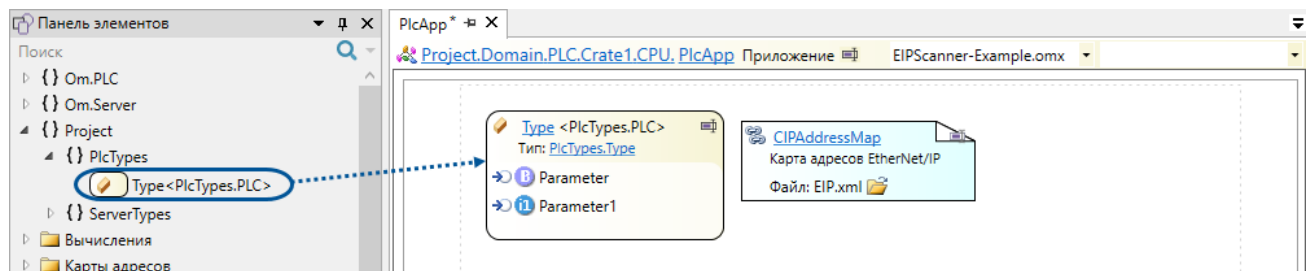 Панель элементов
Поиск
{ } Om.PLC
{ } Om.Server
{ } Project
{ } PlcTypes
Type<PlcTypes.PLC>
{ } ServerTypes
Вычисления
Карты адресов
PlcApp*
Project.Domain.PLC.Crate1.CPU. PlcApp Приложение EIPScanner-Example.omx
Type <PlcTypes.PLC>
Тип: PlcTypes.Type
B Parameter
i1 Parameter1
CIPAddressMap
Карта адресов EtherNet/IP
Файл: EIP.xml